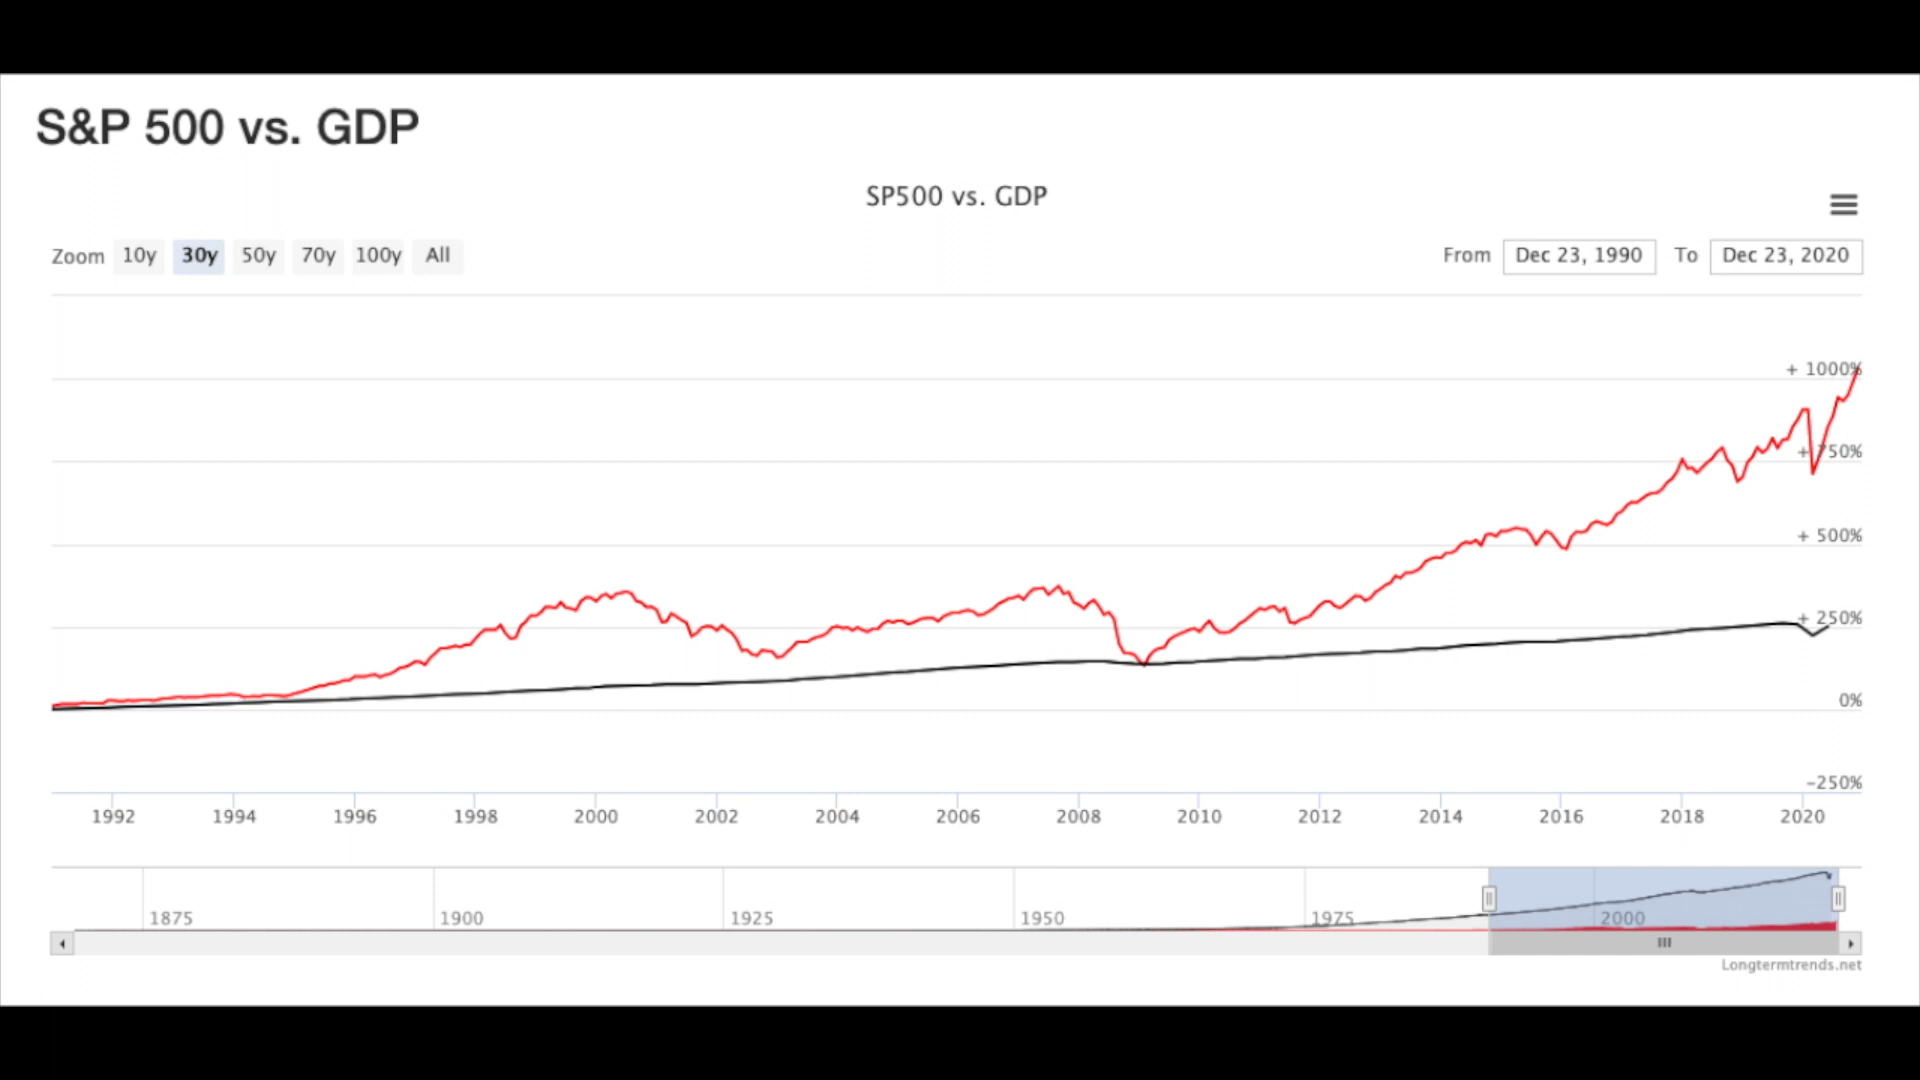 S&P 500 vs. GDP
SP500 vs. GDP
Zoom 10y 30y 50y 70y 100y All From Dec 23, 1990 To Dec 23, 2020
+ 1000%
+ 750%
+ 500%
+ 250%
0%
-250%
1992 1994 1996 1998 2000 2002 2004 2006 2008 2010 2012 2014 2016 2018 2020
1875 1900 1925 1950 1975 2000
Longtermtrends.net